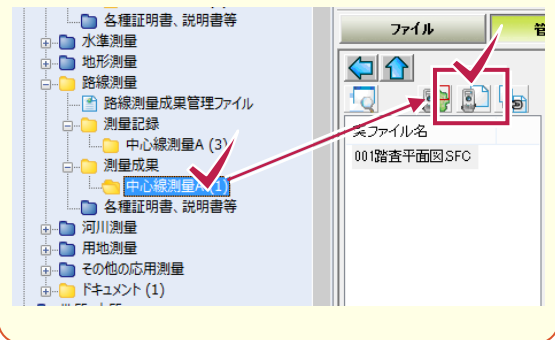 各種証明書、説明書等
水準測量
地形測量
路線測量
路線測量成果管理ファイル
測量記録
中心線測量A (3)
測量成果
中心線測量A (1)
各種証明書、説明書等
河川測量
用地測量
その他の応用測量
ドキュメント (1)
ファイル
管
実ファイル名
001踏査平面図.SFC